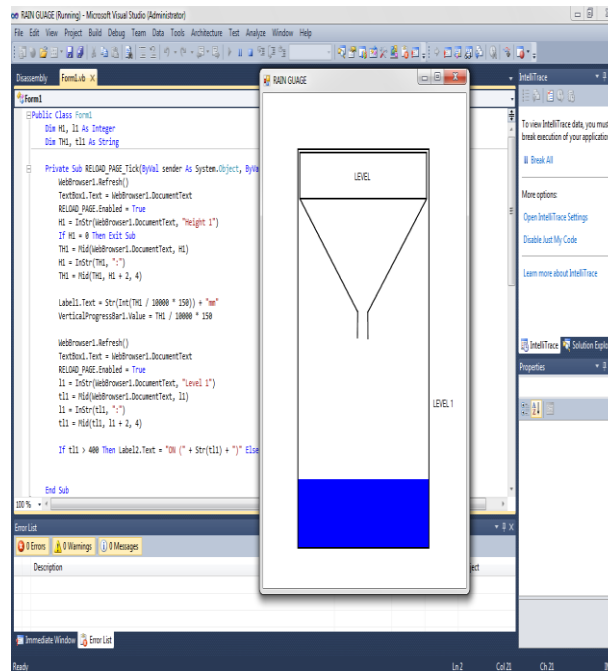 RAIN GUAGE (Running) - Microsoft Visual Studio (Administrator)
File Edit View Project Build Debug Team Data Tools Architecture Test Analyze Window Help
Disassembly Form1.vb X
Form1
Public Class Form1
Dim H1, l1 As Integer
Dim TH1, tl1 As String
Private Sub RELOAD_PAGE_Tick(ByVal sender As System.Object, ByVa
WebBrowser1.Refresh()
TextBox1.Text = WebBrowser1.DocumentText
RELOAD_PAGE.Enabled = True
H1 = InStr(WebBrowser1.DocumentText, "Height 1")
If H1 = 0 Then Exit Sub
TH1 = Mid(WebBrowser1.DocumentText, H1)
H1 = InStr(TH1, ":")
TH1 = Mid(TH1, H1 + 2, 4)
Label1.Text = Str(Int(TH1 / 10000 * 150)) + "mm"
VerticalProgressBar1.Value = TH1 / 10000 * 150
WebBrowser1.Refresh()
TextBox1.Text = WebBrowser1.DocumentText
RELOAD_PAGE.Enabled = True
l1 = InStr(WebBrowser1.DocumentText, "Level 1")
tl1 = Mid(WebBrowser1.DocumentText, l1)
l1 = InStr(tl1, ":")
tl1 = Mid(tl1, l1 + 2, 4)
If tl1 > 400 Then Label2.Text = "ON (" + Str(tl1) + ")" Else
End Sub
100 %
RAIN GUAGE
LEVEL
LEVEL 1
IntelliTrace
To view IntelliTrace data, you must
break execution of your application
Break All
More options:
Open IntelliTrace Settings
Disable Just My Code
Learn more about IntelliTrace
IntelliTrace Solution Explo
Properties
Error List
0 Errors 0 Warnings 0 Messages
Description
ject
Immediate Window Error List
Ready Ln 2 Col 21 Ch 21